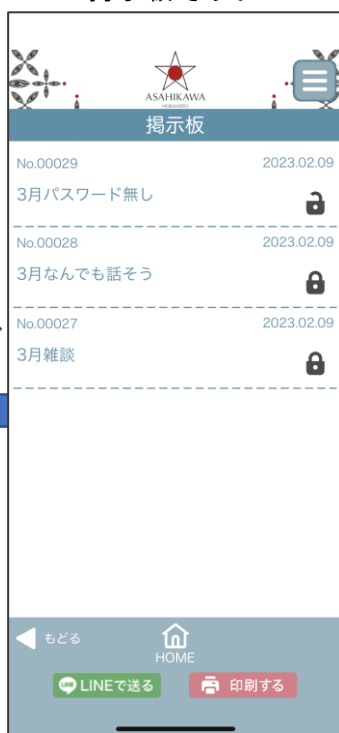 ASAHIKAWA
HOKKAIDO
掲示板
No.00029 2023.02.09
3月パスワード無し
No.00028 2023.02.09
3月なんでも話そう
No.00027 2023.02.09
3月雑談
もどる
HOME
LINEで送る 印刷する